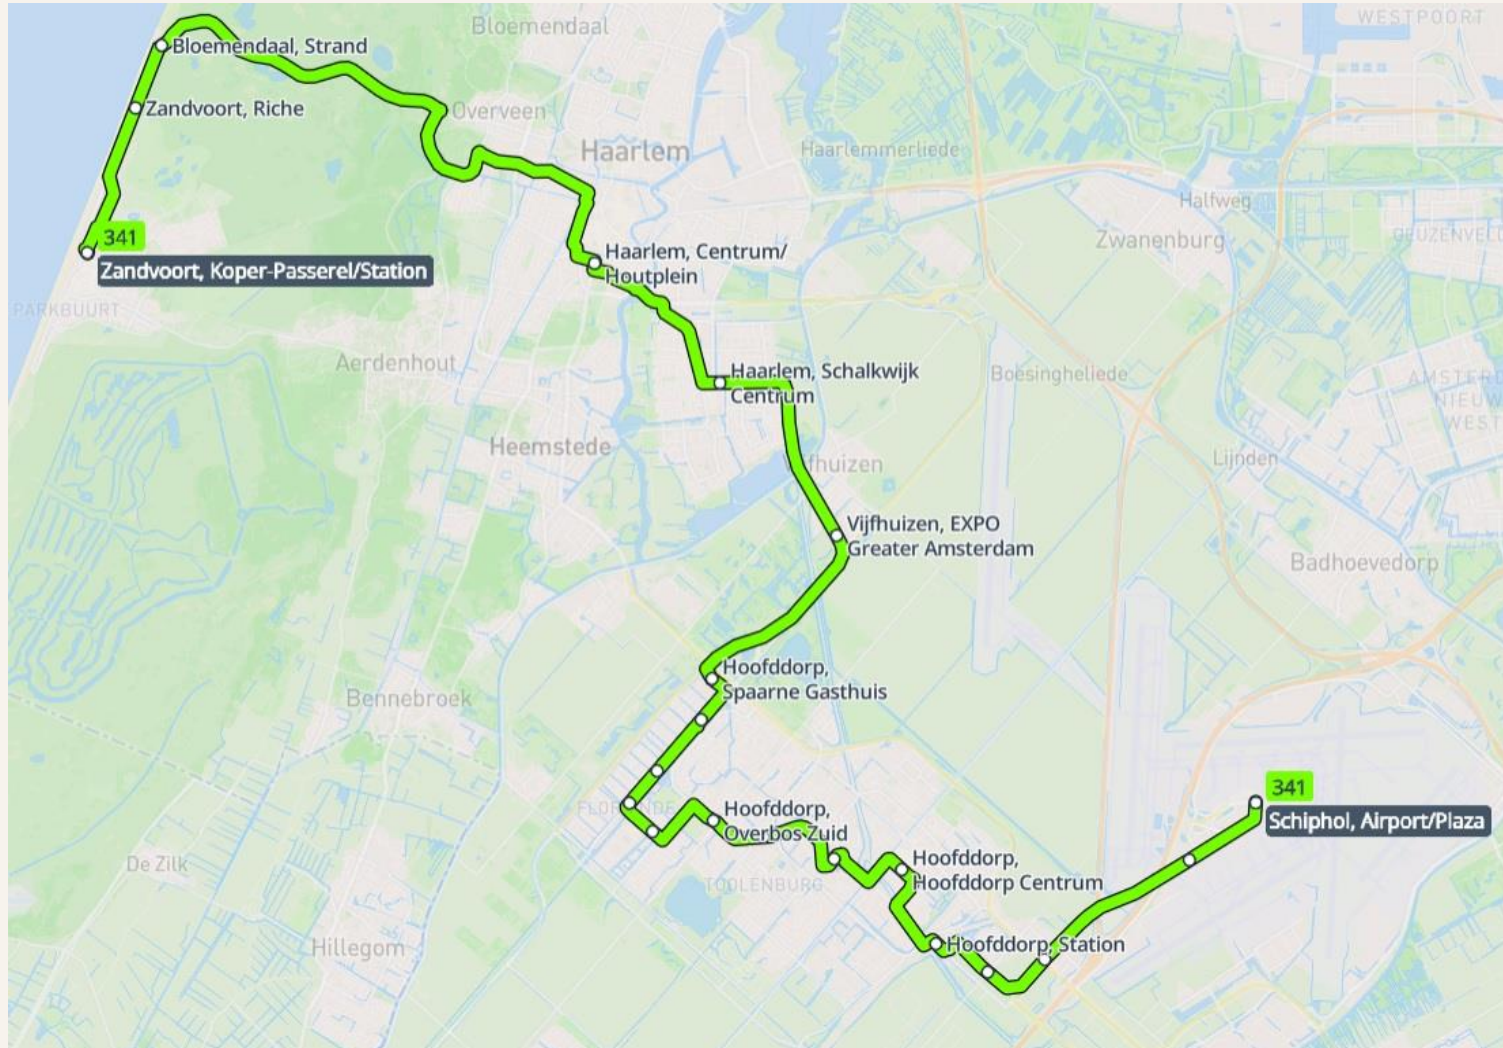 WESTPOORT
Bloemendaal
Bloemendaal, Strand
Zandvoort, Riche
Overveen
Haarlem
Haarlemmerliede
Halfweg
Zwanenburg
341
Haarlem, Centrum/
Houtplein
Zandvoort, Koper-Passerel/Station
PARKBUURT
Aerdenhout
Haarlem, Schalkwijk
Centrum
Boesingheliede
NIEUW
WEST
Heemstede
Lijnden
Vijfhuizen, EXPO
Greater Amsterdam
Badhoevedorp
Hoofddorp,
Spaarne Gasthuis
Bennebroek
341
Schiphol, Airport/Plaza
Hoofddorp,
Overbos Zuid
De Zilk
Hoofddorp,
Hoofddorp Centrum
TOOLENBURG
Hillegom
Hoofddorp, Station